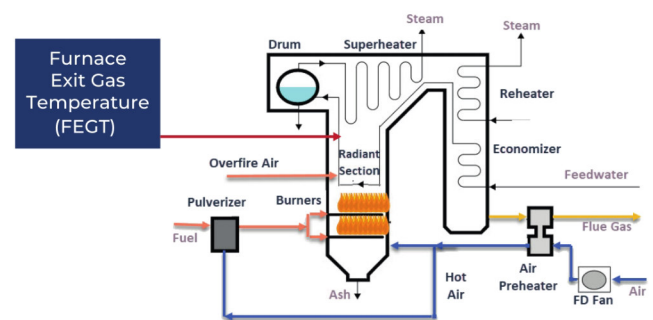 Furnace
Exit Gas
Temperature
(FEGT)
Drum
Superheater
Steam
Steam
Reheater
Economizer
Feedwater
Radiant
Section
Overfire Air
Pulverizer
Burners
Fuel
Flue Gas
Air
Preheater
FD Fan
Air
Hot
Air
Ash